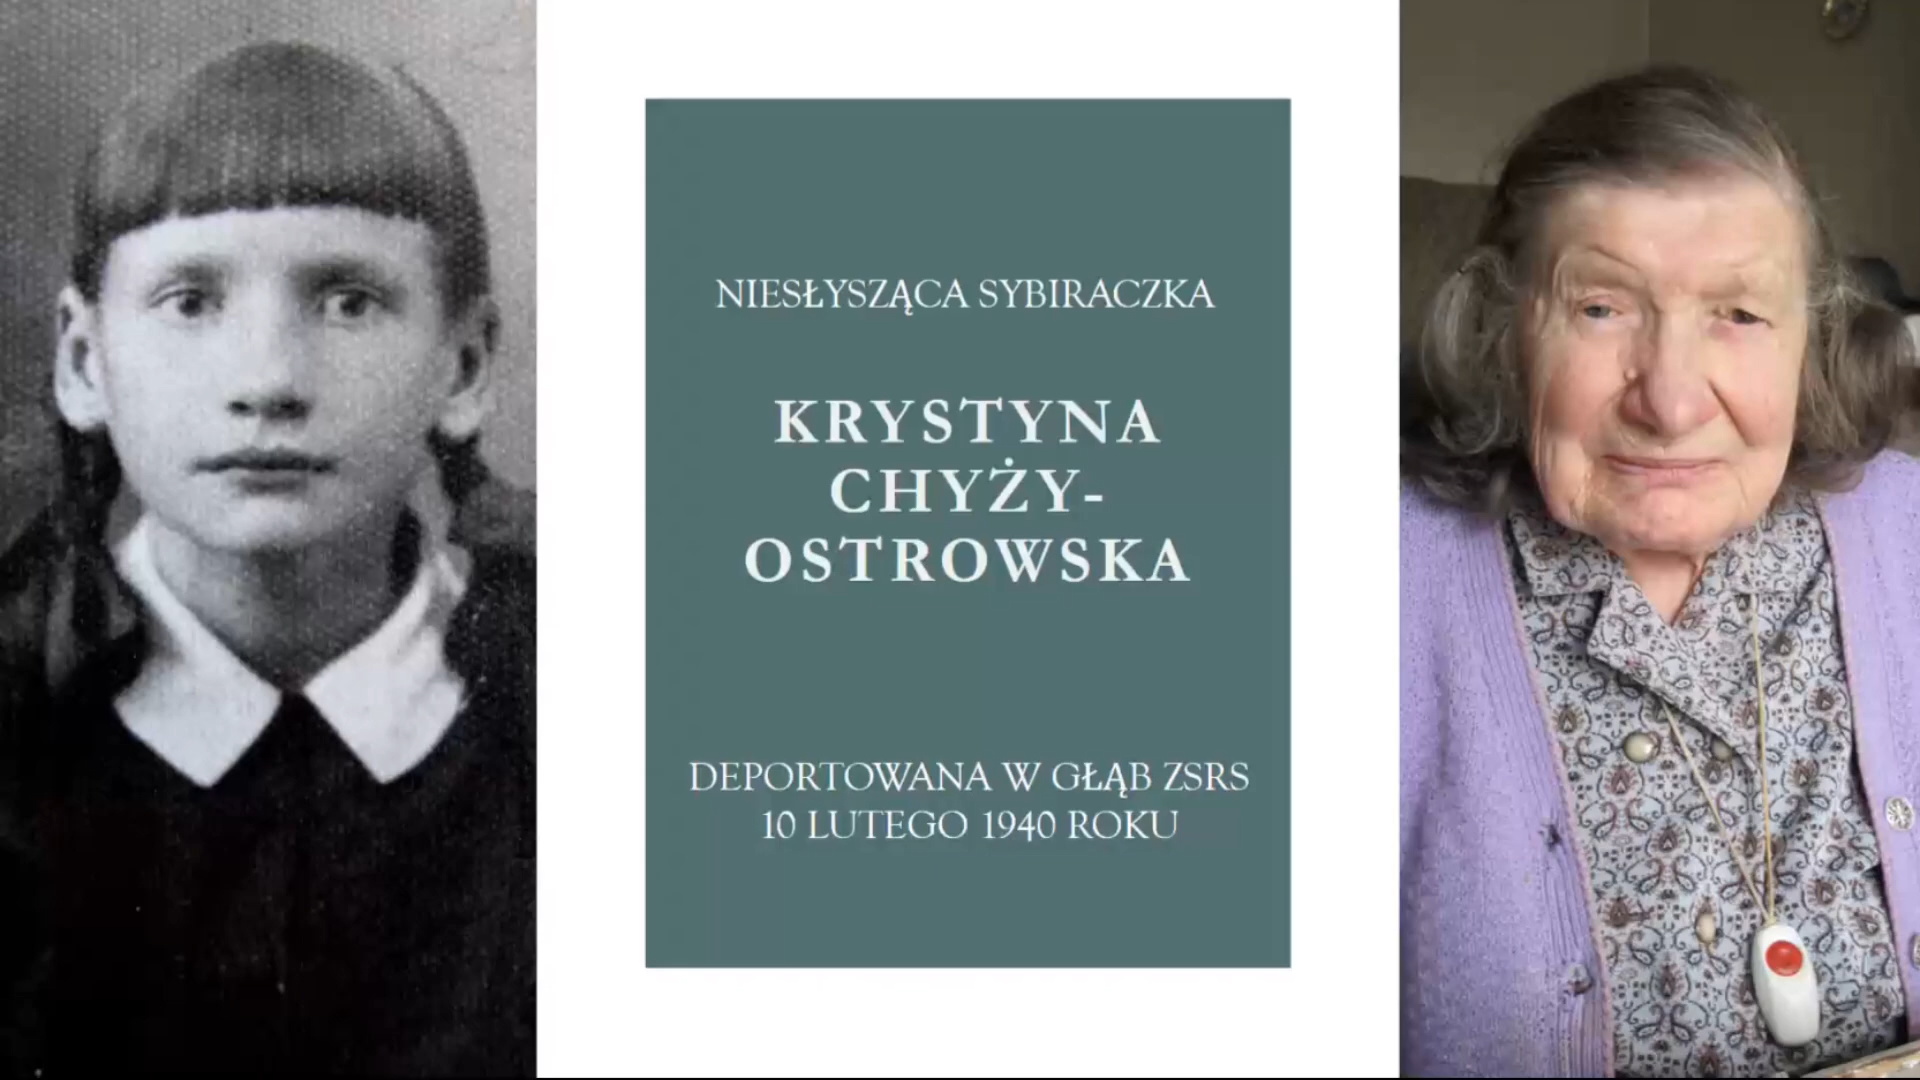 NIESŁYSZĄCA SYBIRACZKA
KRYSTYNA
CHYŻY-
OSTROWSKA
DEPORTOWANA W GŁĄB ZSRS
10 LUTEGO 1940 ROKU